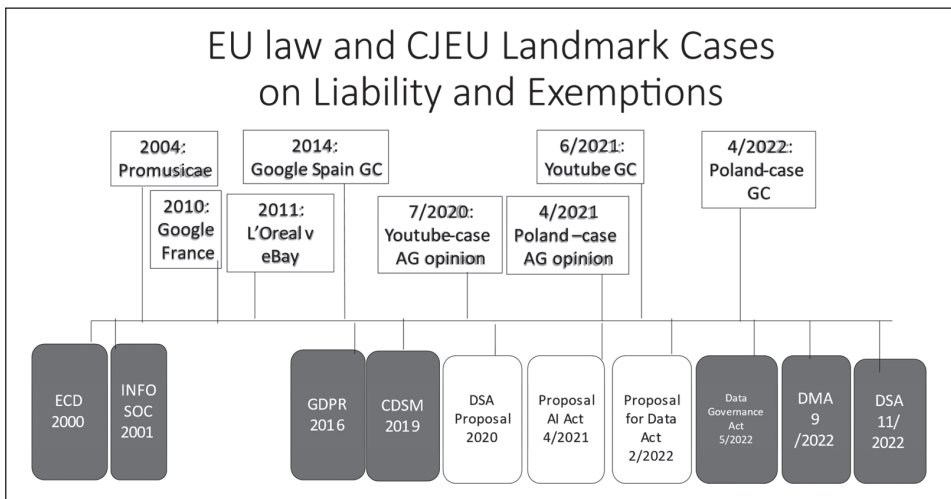 EU law and CJEU Landmark Cases
on Liability and Exemptions
2004:
Promusicae
2010:
Google
France
2014:
Google Spain GC
2011:
L'Oreal v
eBay
7/2020:
Youtube-case
AG opinion
6/2021:
Youtube GC
4/2021
Poland –case
AG opinion
4/2022:
Poland-case
GC
ECD
2000
INFO
SOC
2001
GDPR
2016
CDSM
2019
DSA
Proposal
2020
Proposal
AI Act
4/2021
Proposal
for Data
Act
2/2022
Data
Governance
Act
5/2022
DMA
9
/2022
DSA
11/
2022